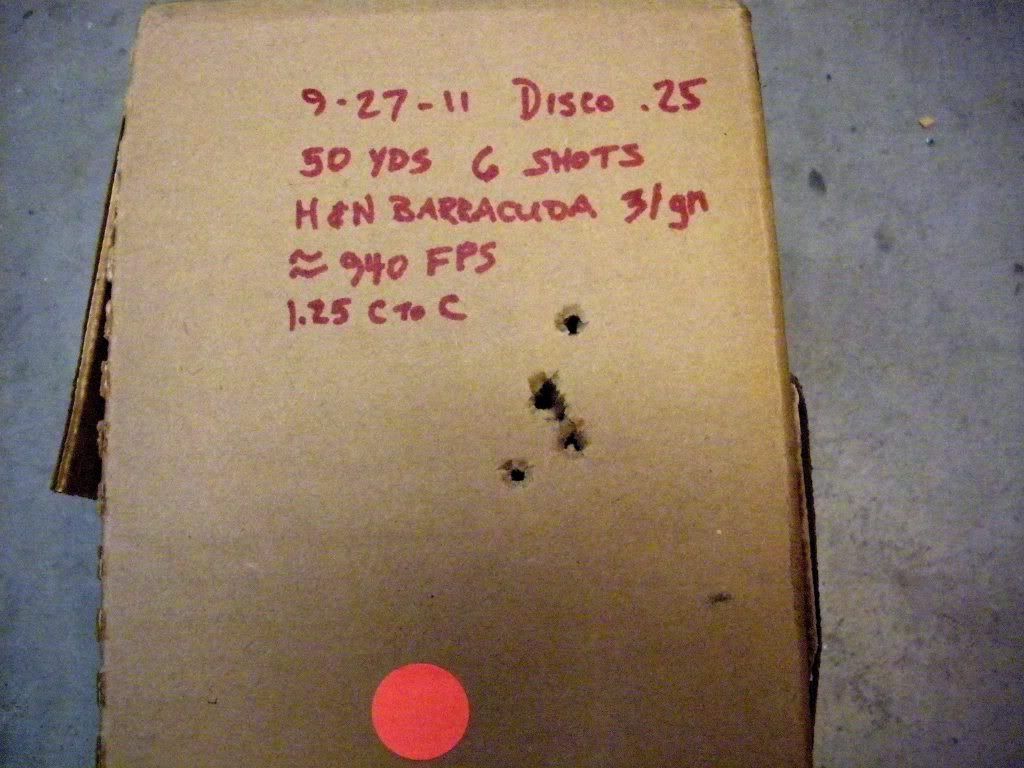 9-27-11 Disco .25
50 YDS 6 SHOTS
H&N BARRACUDA 31gn
≈ 940 FPS
1.25 C TO C